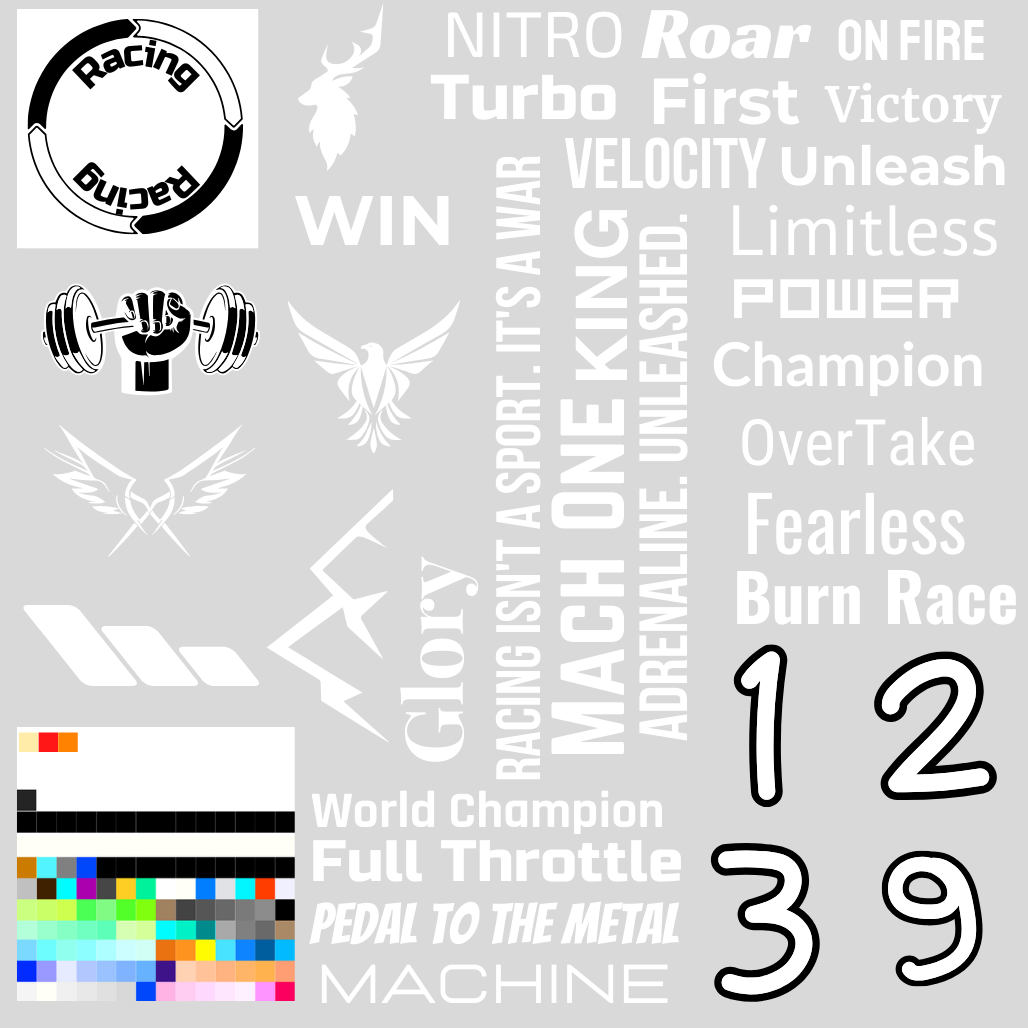 Racing
Racing
NITRO
Roar
ON FIRE
Turbo
First
Victory
VELOCITY
Unleash
WIN
Limitless
POWER
Champion
OverTake
Fearless
Burn Race
RACING ISN'T A SPORT. IT'S A WAR
MACH ONE KING
ADRENALINE. UNLEASHED.
Glory
1 2
3 9
World Champion
Full Throttle
PEDAL TO THE METAL
MACHINE